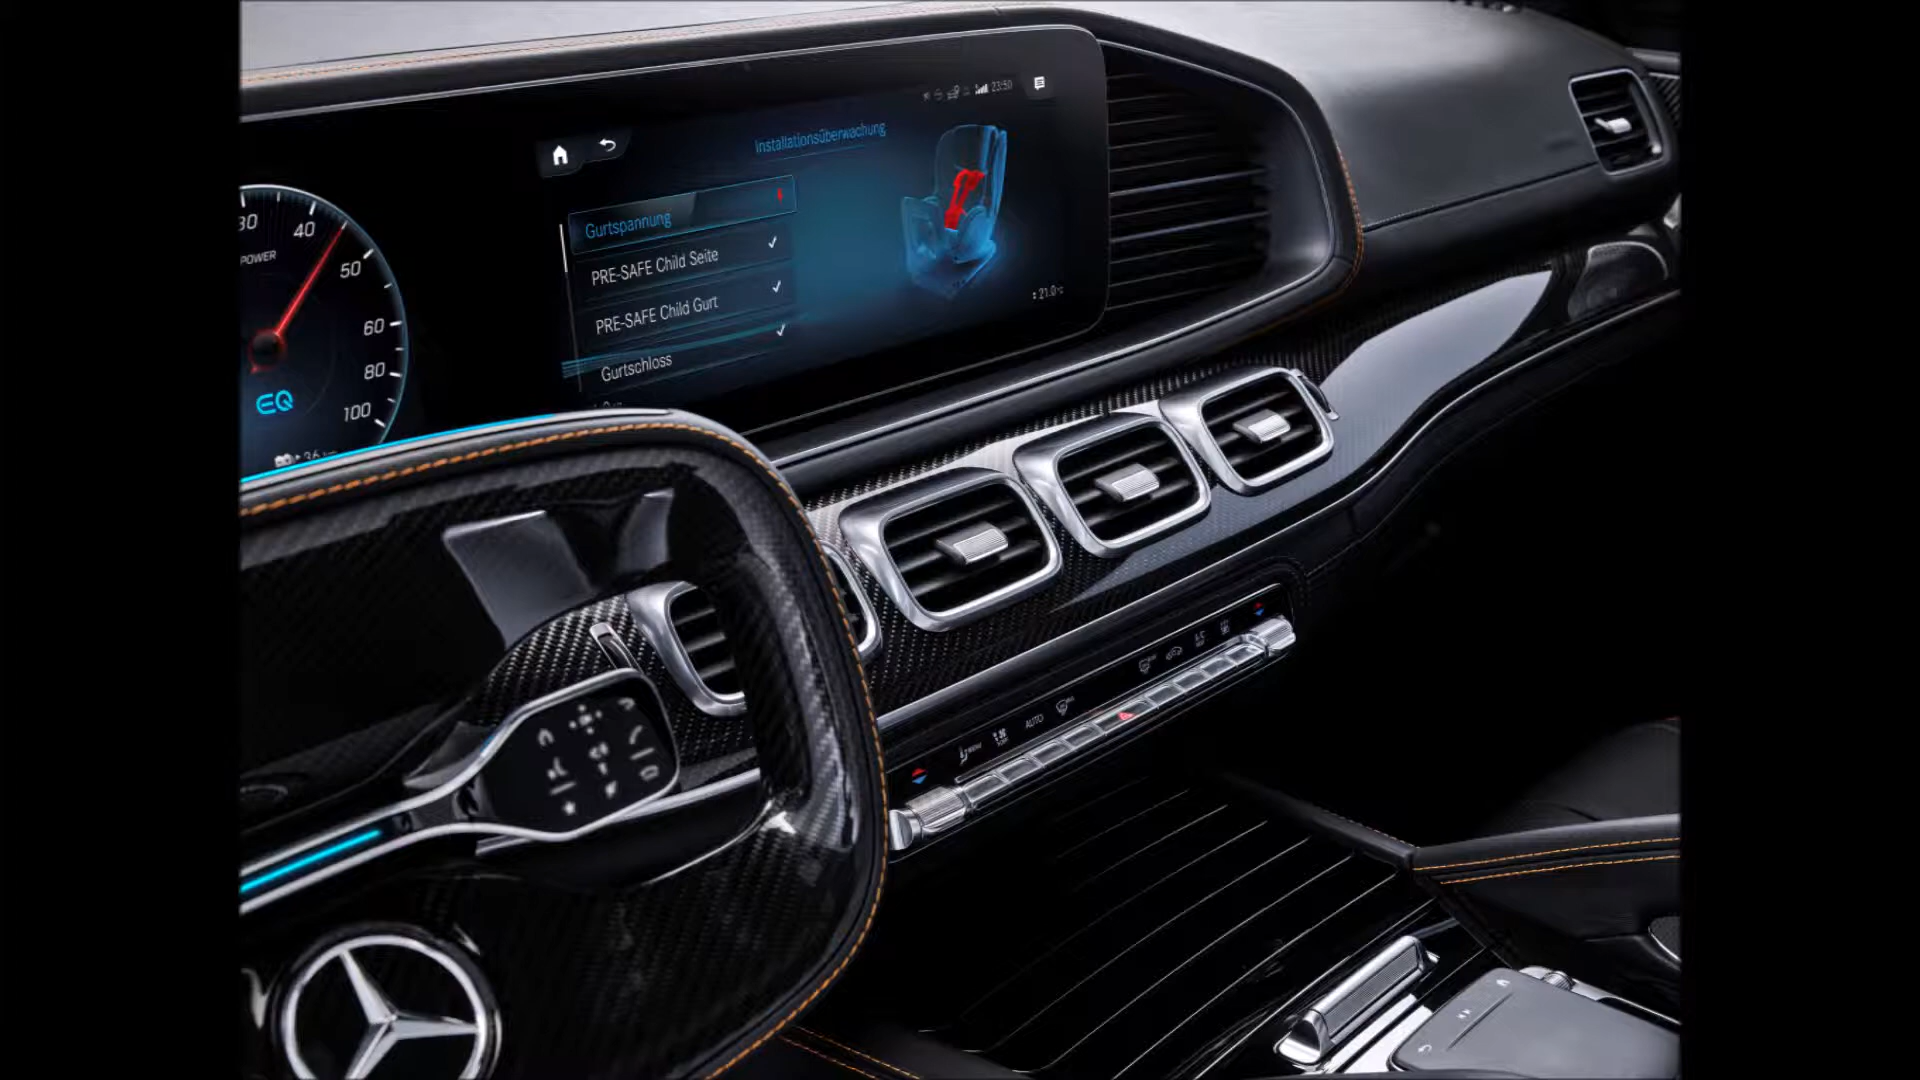 23:50
Installationsüberwachung
Gurtspannung
PRE-SAFE Child Seite
PRE-SAFE Child Gurt
Gurtschloss
21.0°C
30
40
50
60
80
100
POWER
EQ
AUTO